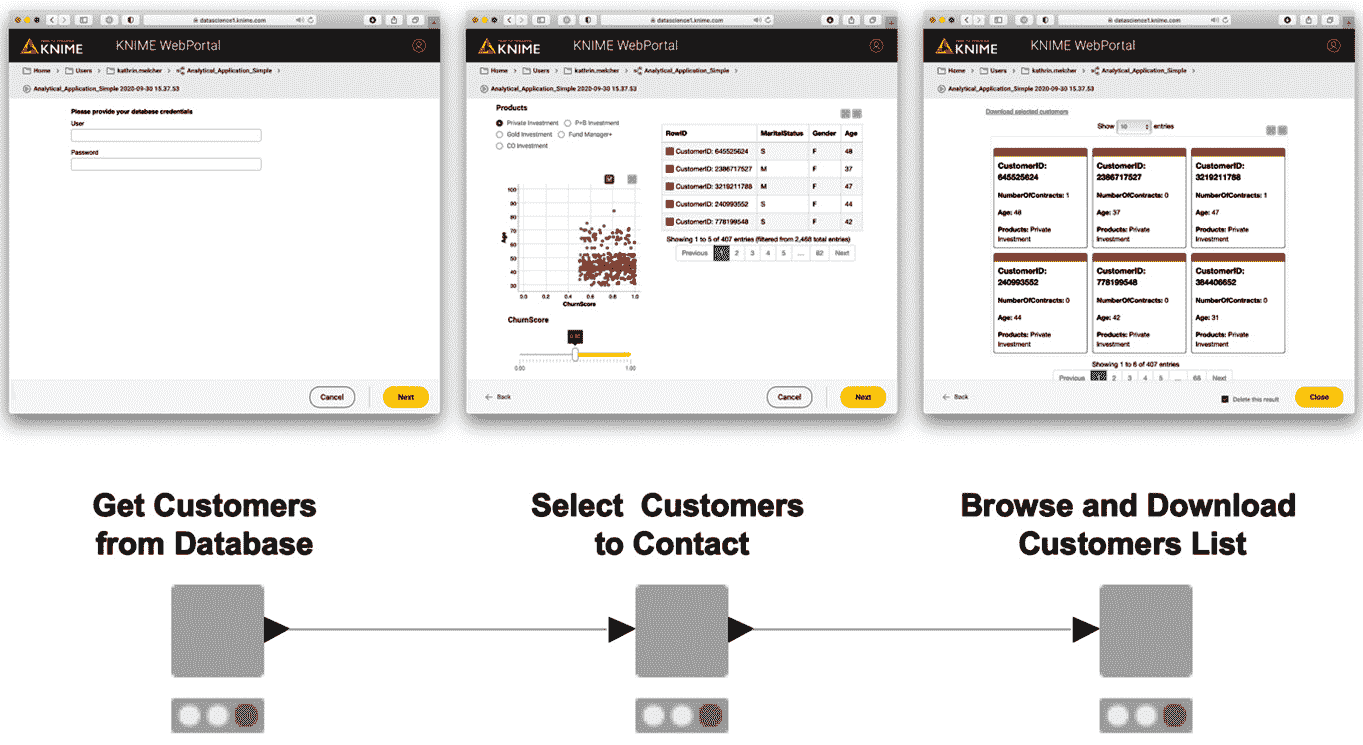 datascience1.knime.com
KNIME
KNIME WebPortal
Home > Users > kathrin.melcher > Analytical_Application_Simple >
Analytical_Application_Simple 2020-09-30 15.37.53
Please provide your database credentials
User
Password
Cancel
Next
datascience1.knime.com
KNIME
KNIME WebPortal
Home > Users > kathrin.melcher > Analytical_Application_Simple >
Analytical_Application_Simple 2020-09-30 15.37.53
Products
Private Investment P+B Investment
Gold Investment Fund Manager+
CO Investment
RowID MaritalStatus Gender Age
CustomerID: 645525624 S F 48
CustomerID: 2386717527 M F 37
CustomerID: 3219211788 M F 47
CustomerID: 240993552 S F 44
CustomerID: 778199548 S F 42
Showing 1 to 5 of 407 entries (filtered from 2,468 total entries)
Previous 2 3 4 5 ... 82 Next
100
90
80
70
60
50
40
30
Age
0.0 0.2 0.4 0.6 0.8 1.0
ChurnScore
ChurnScore
0.00 1.00
Back
Cancel
Next
datascience1.knime.com
KNIME
KNIME WebPortal
Home > Users > kathrin.melcher > Analytical_Application_Simple >
Analytical_Application_Simple 2020-09-30 15.37.53
Download selected customers
Show 10 entries
CustomerID:
645525624
NumberOfContracts: 1
Age: 48
Products: Private
Investment
CustomerID:
2386717527
NumberOfContracts: 0
Age: 37
Products: Private
Investment
CustomerID:
3219211788
NumberOfContracts: 1
Age: 47
Products: Private
Investment
CustomerID:
240993552
NumberOfContracts: 0
Age: 44
Products: Private
Investment
CustomerID:
778199548
NumberOfContracts: 0
Age: 42
Products: Private
Investment
CustomerID:
384406652
NumberOfContracts: 0
Age: 31
Products: Private
Investment
Showing 1 to 6 of 407 entries
Previous 2 3 4 5 ... 68 Next
Back
Delete this result
Close
Get Customers
from Database
Select Customers
to Contact
Browse and Download
Customers List